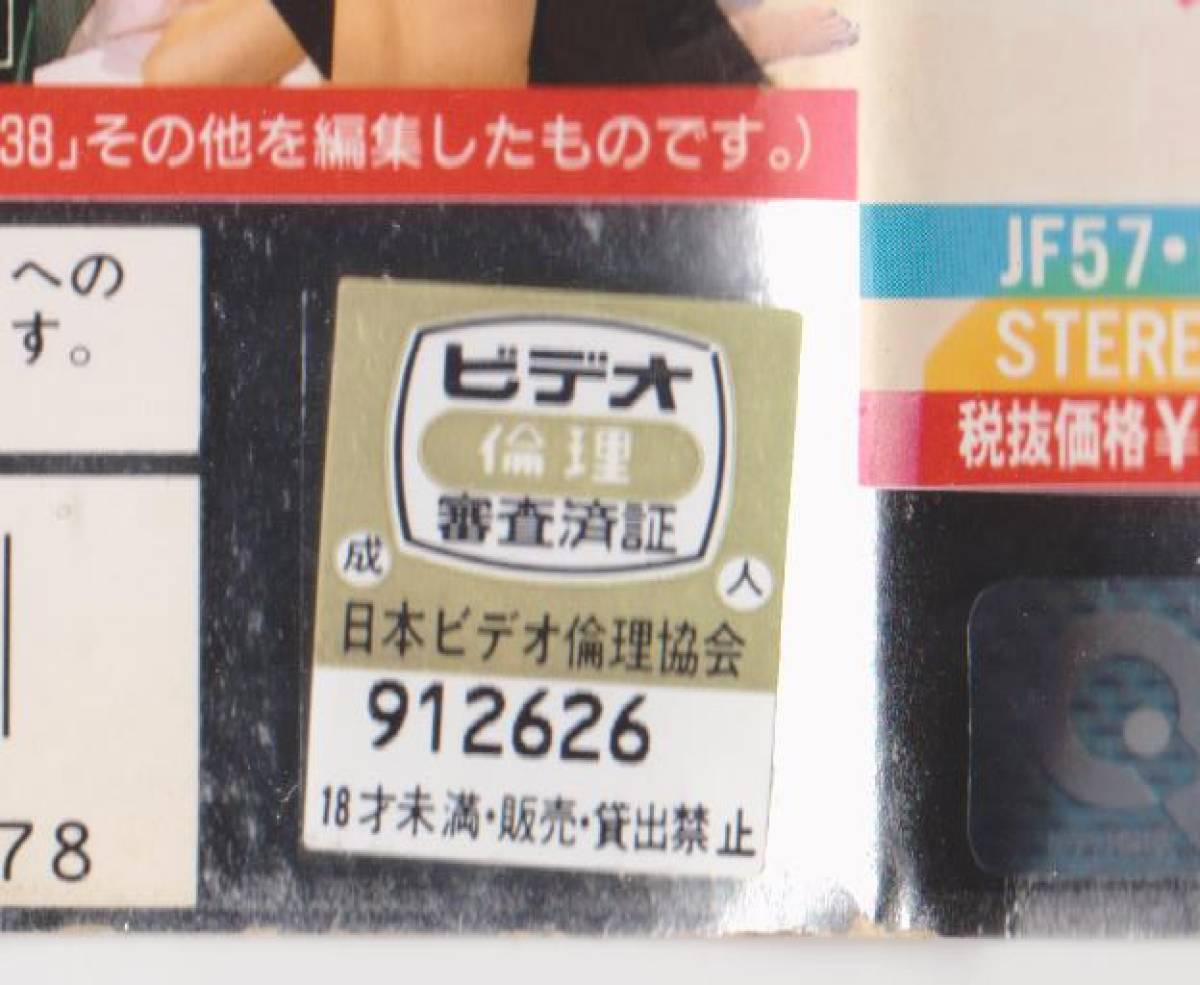 38」その他を編集したものです。)
への
す。
78
ビデオ
倫理
審査済証
成 人
日本ビデオ倫理協会
912626
18才未満・販売・貸出禁止
JF57・
STERE
税抜価格¥